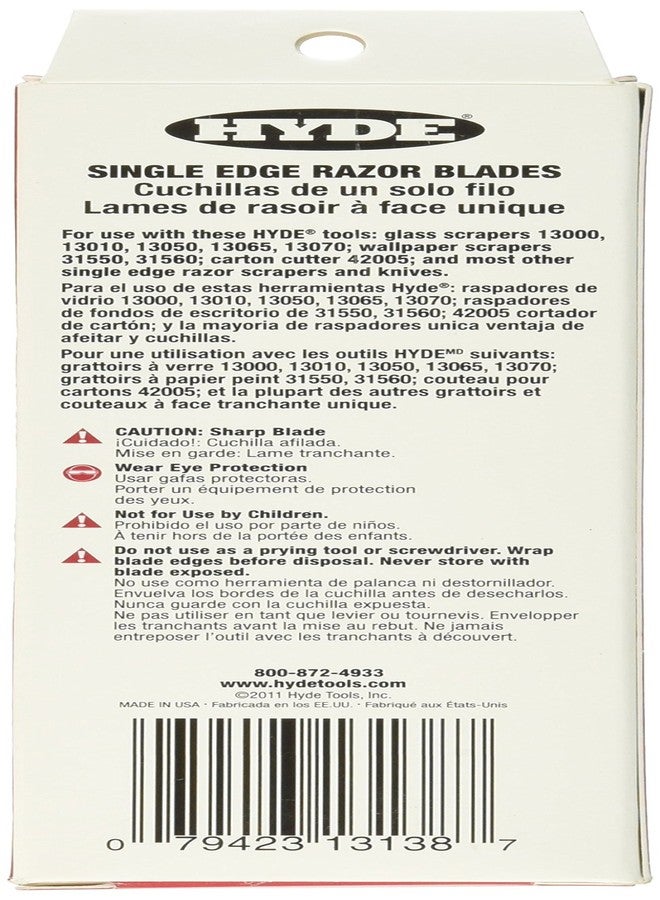 HYDE®
SINGLE EDGE RAZOR BLADES
Cuchillas de un solo filo
Lames de rasoir à face unique
For use with these HYDE® tools: glass scrapers 13000,
13010, 13050, 13065, 13070; wallpaper scrapers
31550, 31560; carton cutter 42005; and most other
single edge razor scrapers and knives.
Para el uso de estas herramientas Hyde®: raspadores de
vidrio 13000, 13010, 13050, 13065, 13070; raspadores
de fondos de escritorio de 31550, 31560; 42005 cortador
de cartón; y la mayoria de raspadores unica ventaja de
afeitar y cuchillas.
Pour une utilisation avec les outils HYDEᴹᴰ suivants:
grattoirs à verre 13000, 13010, 13050, 13065, 13070;
grattoirs à papier peint 31550, 31560; couteau pour
cartons 42005; et la plupart des autres grattoirs et
couteaux à face tranchante unique.
CAUTION: Sharp Blade
¡Cuidado!: Cuchilla afilada.
Mise en garde: Lame tranchante.
Wear Eye Protection
Usar gafas protectoras.
Porter un équipement de protection
des yeux.
Not for Use by Children.
Prohibido el uso por parte de niños.
À tenir hors de la portée des enfants.
Do not use as a prying tool or screwdriver. Wrap
blade edges before disposal. Never store with
blade exposed.
No use como herramienta de palanca ni destornillador.
Envuelva los bordes de la cuchilla antes de desecharlos.
Nunca guarde con la cuchilla expuesta.
Ne pas utiliser en tant que levier ou tournevis. Envelopper
les tranchants avant la mise au rebut. Ne jamais
entreposer l'outil avec les tranchants à découvert.
800-872-4933
www.hydetools.com
©2011 Hyde Tools, Inc.
MADE IN USA · Fabricada en los EE.UU. · Fabriqué aux États-Unis
0 79423 13138 7